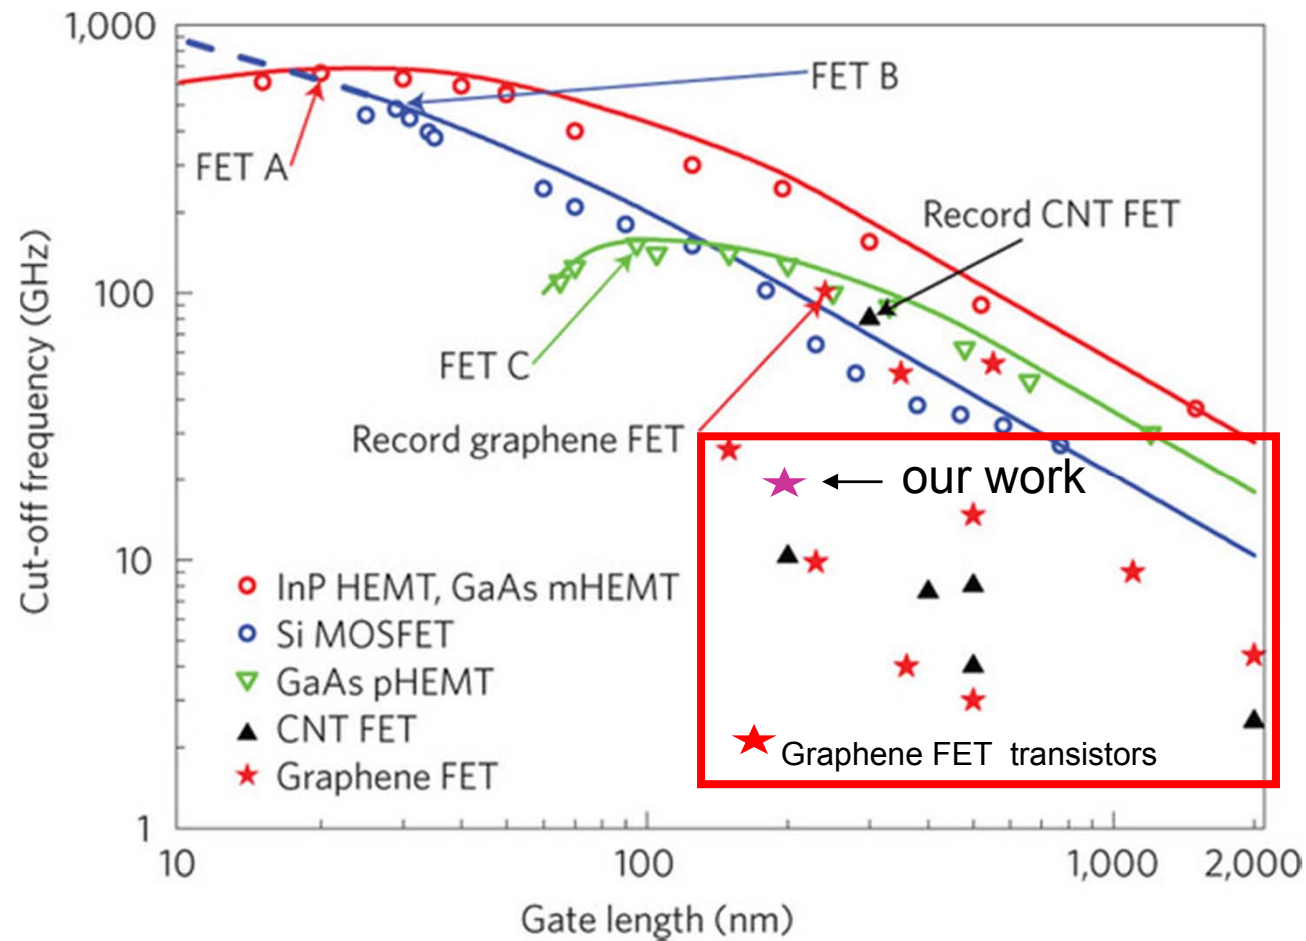 1,000
FET B
FET A
Record CNT FET
100
FET C
Record graphene FET
our work
10
InP HEMT, GaAs mHEMT
Si MOSFET
GaAs pHEMT
CNT FET
Graphene FET
Graphene FET transistors
1
10
100
1,000
2,000
Gate length (nm)
Cut-off frequency (GHz)